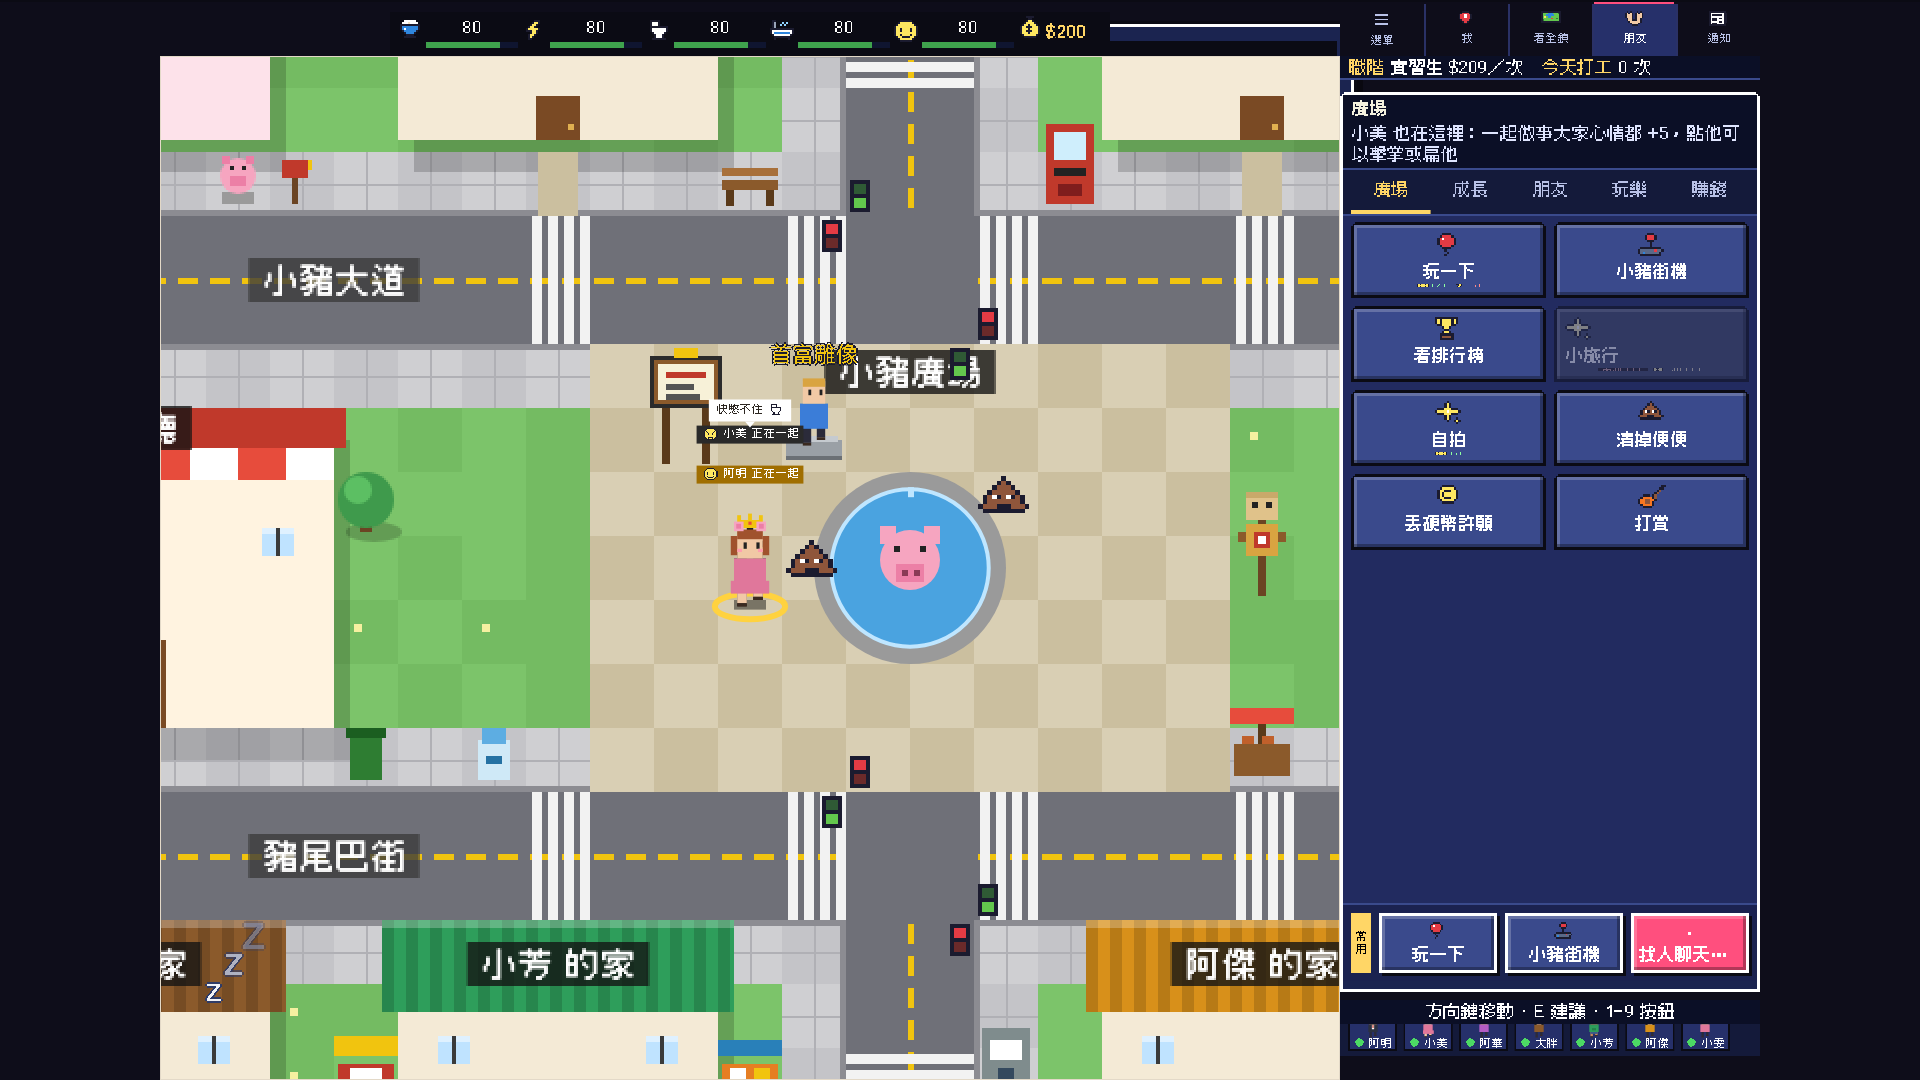 80
80
80
80
80
$200
選單
我
看全鎮
朋友
通知
職階 實習生 $209／次 今天打工 0 次
廣場
小美 也在這裡：一起做事大家心情都 +5，點他可
以擊掌或扁他
廣場
成長
朋友
玩樂
賺錢
玩一下
小豬街機
看排行榜
小旅行
自拍
清掉便便
丟硬幣許願
打賞
小豬大道
首富雕像
小豬廣場
快憋不住
小美 正在一起
阿明 正在一起
豬尾巴街
家
Z
Z
Z
小芳 的家
阿傑 的家
常用
玩一下
小豬街機
找人聊天…
方向鍵移動 · E 建議 · 1-9 按鈕
阿明
小美
阿華
大胖
小芳
阿傑
小雯